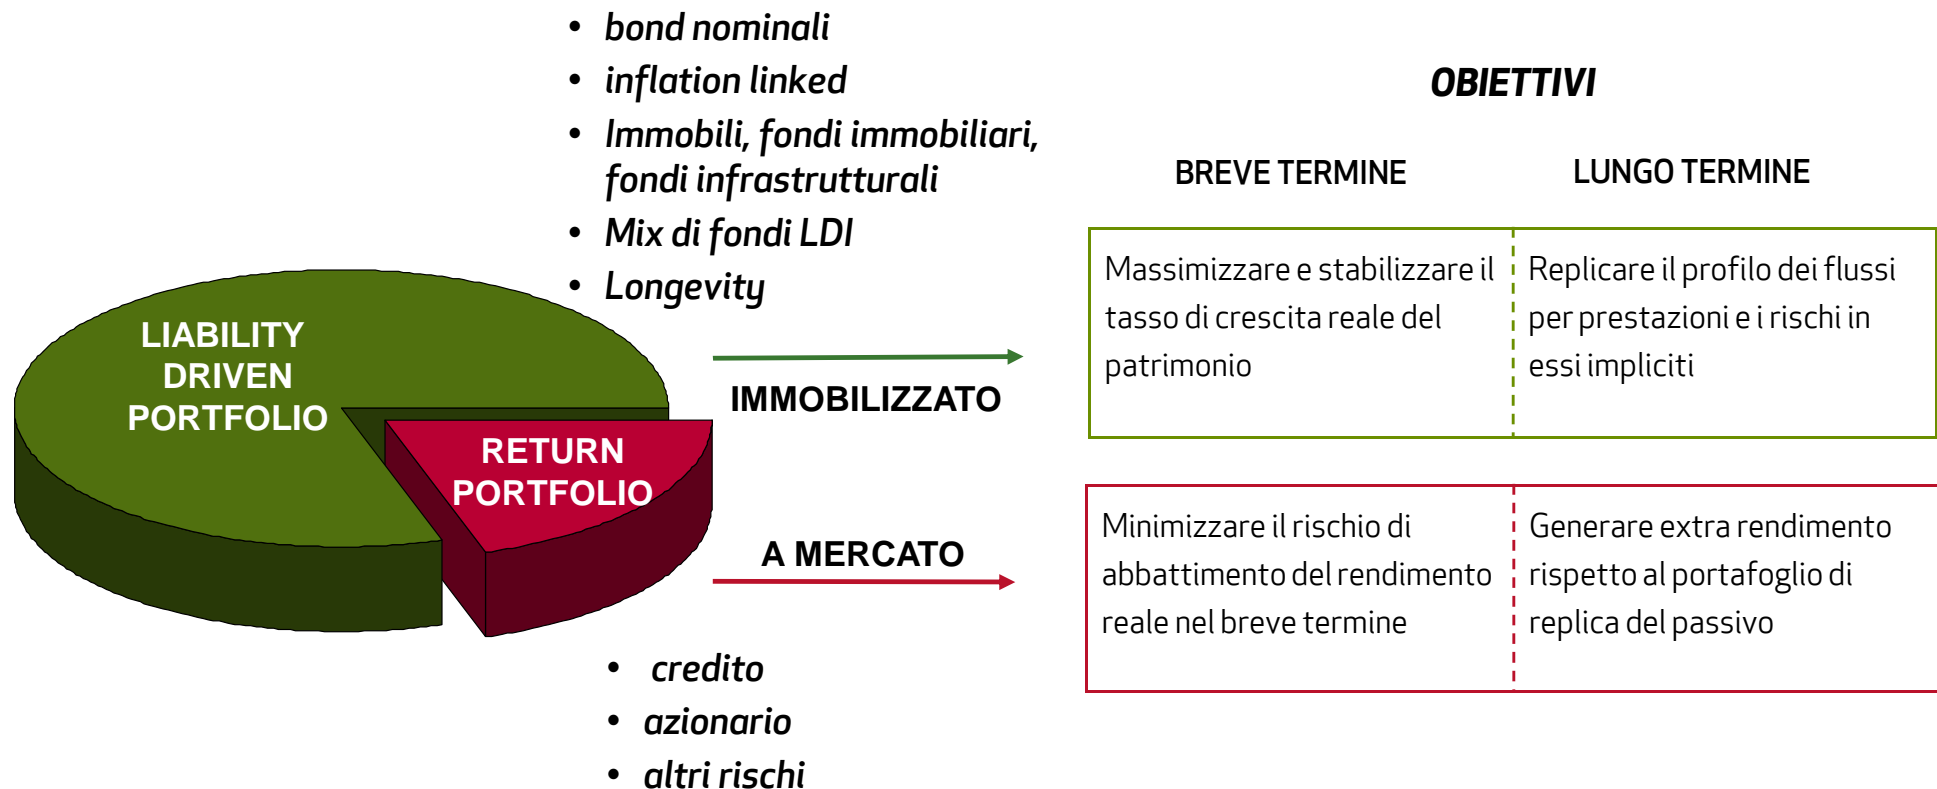 • bond nominali
• inflation linked
• Immobili, fondi immobiliari,
fondi infrastrutturali
• Mix di fondi LDI
• Longevity
LIABILITY
DRIVEN
PORTFOLIO
RETURN
PORTFOLIO
IMMOBILIZZATO
A MERCATO
• credito
• azionario
• altri rischi
OBIETTIVI
BREVE TERMINE
LUNGO TERMINE
Massimizzare e stabilizzare il
tasso di crescita reale del
patrimonio
Replicare il profilo dei flussi
per prestazioni e i rischi in
essi impliciti
Minimizzare il rischio di
abbattimento del rendimento
reale nel breve termine
Generare extra rendimento
rispetto al portafoglio di
replica del passivo